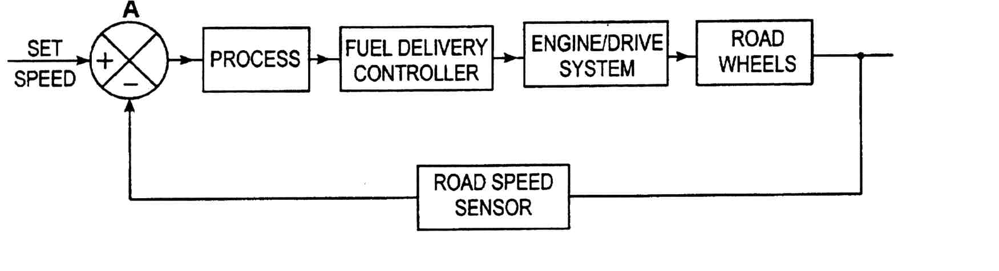 A
SET
SPEED
+
−
PROCESS
FUEL DELIVERY
CONTROLLER
ENGINE/DRIVE
SYSTEM
ROAD
WHEELS
ROAD SPEED
SENSOR